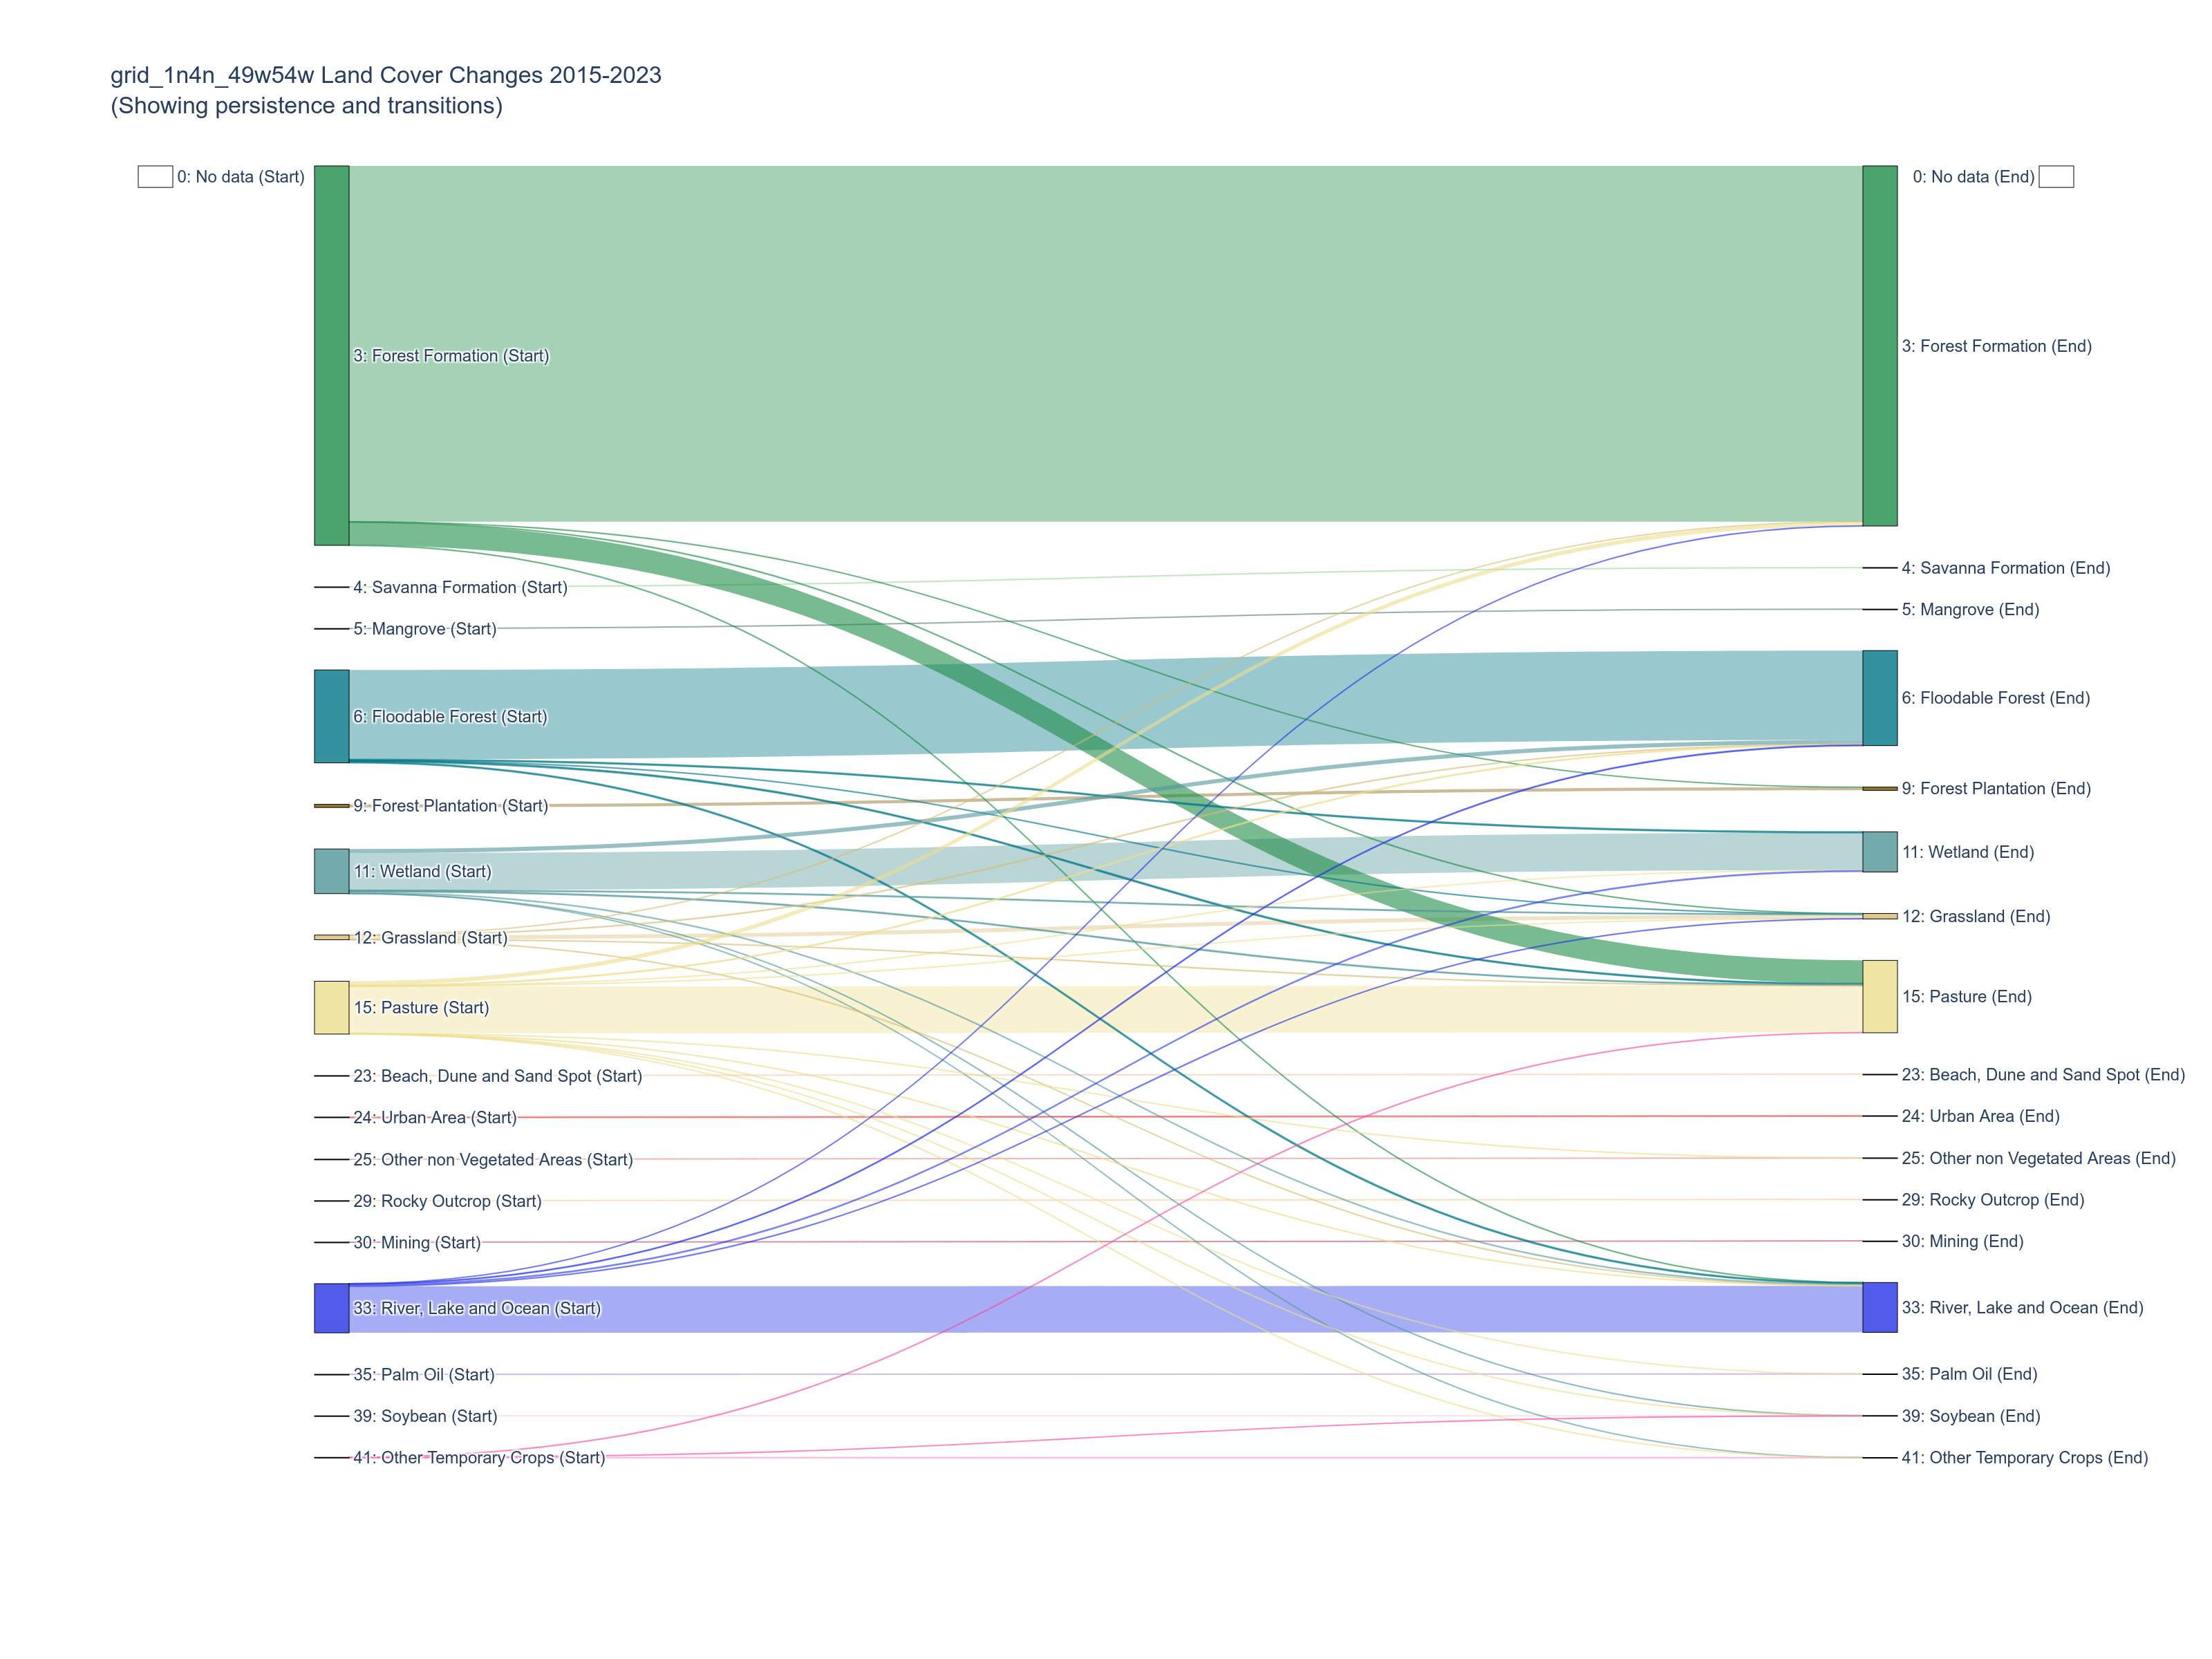 grid_1n4n_49w54w Land Cover Changes 2015-2023
(Showing persistence and transitions)
0: No data (Start)
3: Forest Formation (Start)
4: Savanna Formation (Start)
5: Mangrove (Start)
6: Floodable Forest (Start)
9: Forest Plantation (Start)
11: Wetland (Start)
12: Grassland (Start)
15: Pasture (Start)
23: Beach, Dune and Sand Spot (Start)
24: Urban Area (Start)
25: Other non Vegetated Areas (Start)
29: Rocky Outcrop (Start)
30: Mining (Start)
33: River, Lake and Ocean (Start)
35: Palm Oil (Start)
39: Soybean (Start)
41: Other Temporary Crops (Start)
0: No data (End)
3: Forest Formation (End)
4: Savanna Formation (End)
5: Mangrove (End)
6: Floodable Forest (End)
9: Forest Plantation (End)
11: Wetland (End)
12: Grassland (End)
15: Pasture (End)
23: Beach, Dune and Sand Spot (End)
24: Urban Area (End)
25: Other non Vegetated Areas (End)
29: Rocky Outcrop (End)
30: Mining (End)
33: River, Lake and Ocean (End)
35: Palm Oil (End)
39: Soybean (End)
41: Other Temporary Crops (End)